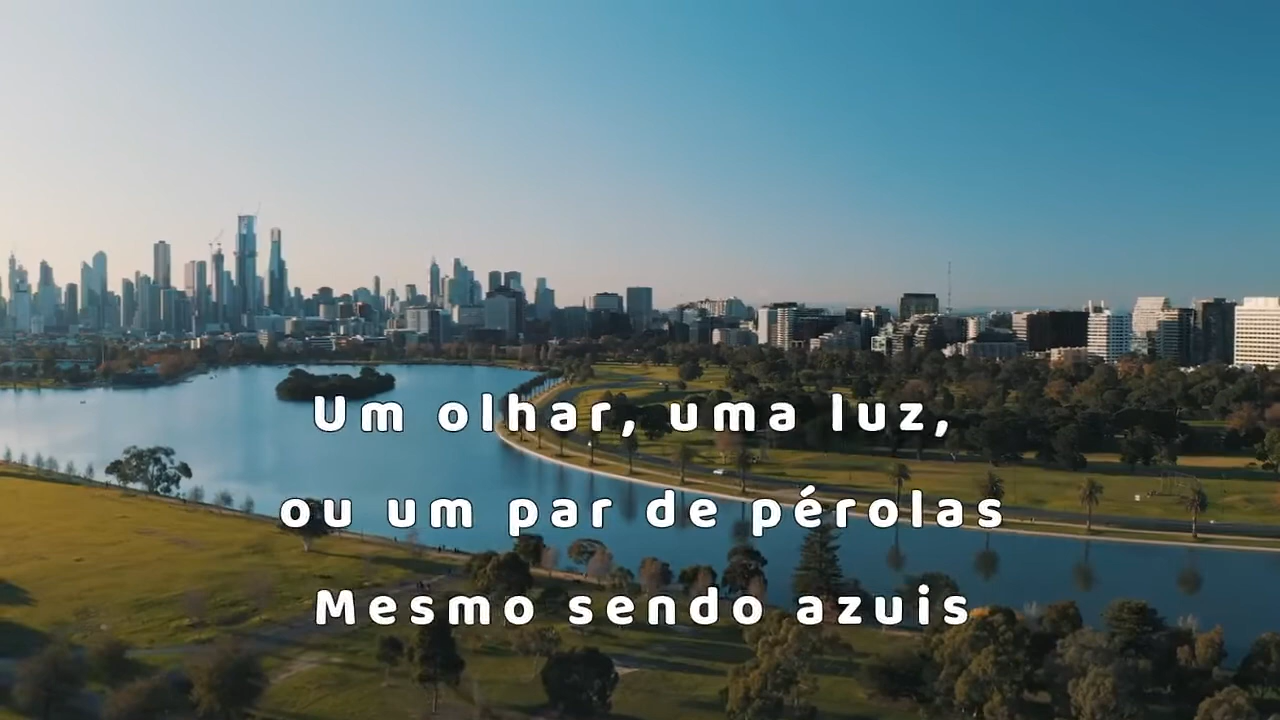 Um olhar, uma luz,
ou um par de pérolas
Mesmo sendo azuis